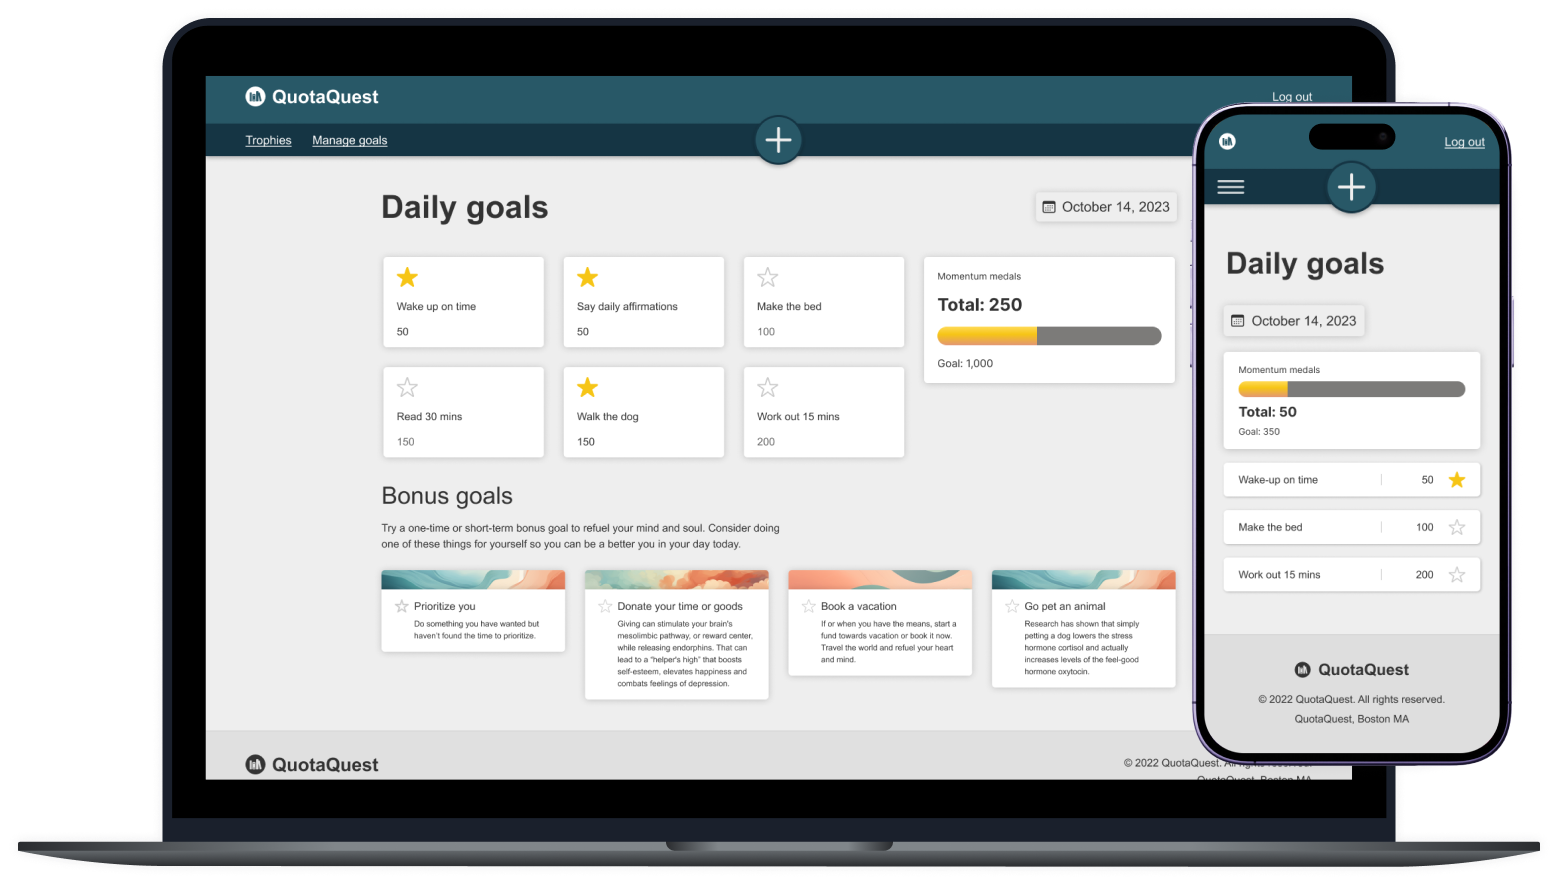 QuotaQuest
Log out
Trophies
Manage goals
Daily goals
October 14, 2023
Wake up on time
50
Say daily affirmations
50
Make the bed
100
Momentum medals
Total: 250
Goal: 1,000
Read 30 mins
150
Walk the dog
150
Work out 15 mins
200
Bonus goals
Try a one-time or short-term bonus goal to refuel your mind and soul. Consider doing
one of these things for yourself so you can be a better you in your day today.
Prioritize you
Do something you have wanted but
haven't found the time to prioritize.
Donate your time or goods
Giving can stimulate your brain's
mesolimbic pathway, or reward center,
while releasing endorphins. That can
lead to a "helper's high" that boosts
self-esteem, elevates happiness and
combats feelings of depression.
Book a vacation
If or when you have the means, start a
fund towards vacation or book it now.
Travel the world and refuel your heart
and mind.
Go pet an animal
Research has shown that simply
petting a dog lowers the stress
hormone cortisol and actually
increases levels of the feel-good
hormone oxytocin.
QuotaQuest
© 2022 QuotaQuest. All rights reserved.
QuotaQuest, Boston MA
Log out
Daily goals
October 14, 2023
Momentum medals
Total: 50
Goal: 350
Wake-up on time
50
Make the bed
100
Work out 15 mins
200
QuotaQuest
© 2022 QuotaQuest. All rights reserved.
QuotaQuest, Boston MA